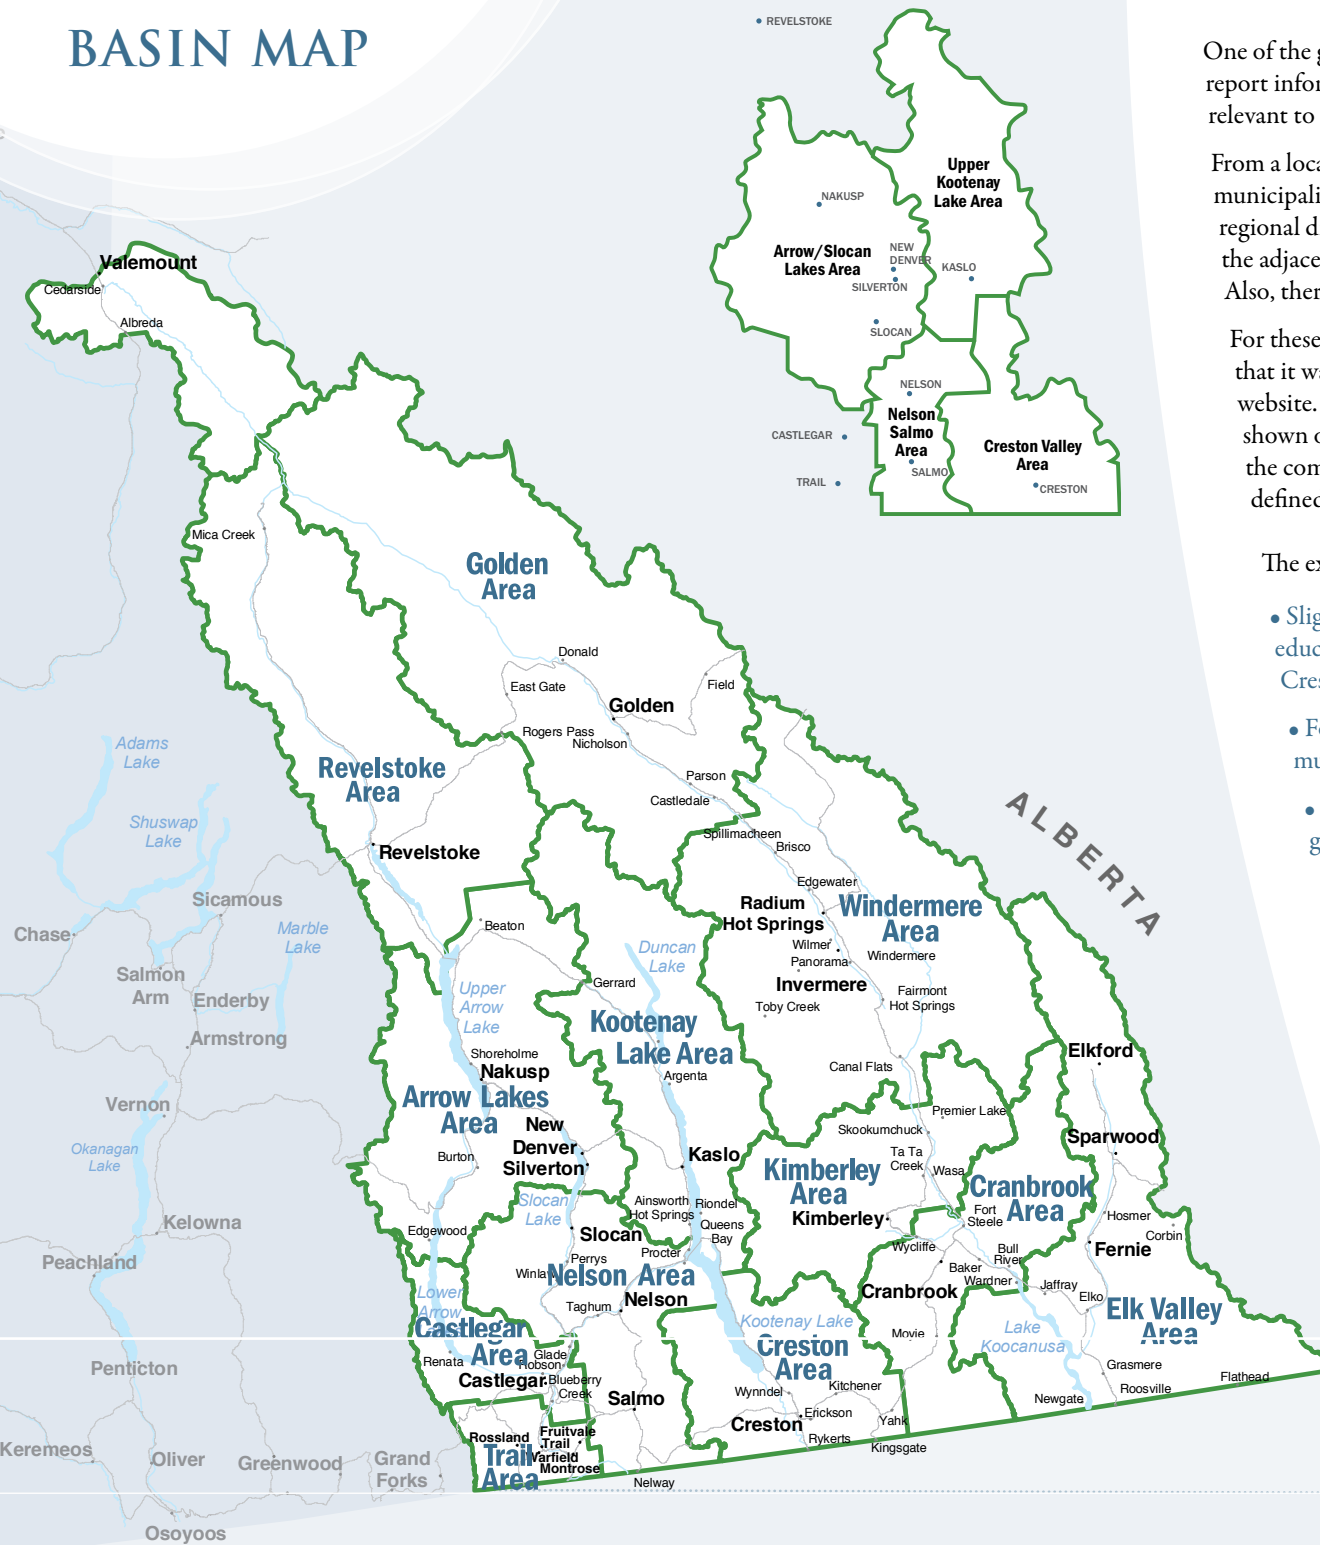 BASIN MAP
REVELSTOKE
Upper
Kootenay
Lake Area
NAKUSP
Arrow/Slocan
Lakes Area
NEW
DENVER
KASLO
SILVERTON
SLOCAN
NELSON
Nelson
Salmo
Area
CASTLEGAR
SALMO
TRAIL
Creston Valley
Area
CRESTON
One of the g
report infor
relevant to
From a loca
municipali
regional d
the adjace
Also, ther
For these
that it wa
website.
shown o
the com
defined
The ex
• Slig
educ
Cres
• Fo
mu
•
g
Valemount
Cedarside
Albreda
Mica Creek
Golden
Area
Donald
East Gate
Field
Golden
Rogers Pass
Nicholson
Adams
Lake
Revelstoke
Area
Parson
Castledale
ALBERTA
Shuswap
Lake
Spillimacheen
Brisco
Revelstoke
Edgewater
Sicamous
Radium
Hot Springs
Windermere
Area
Beaton
Chase
Marble
Lake
Duncan
Lake
Wilmer
Panorama
Windermere
Salmon
Arm
Enderby
Gerrard
Invermere
Upper
Arrow
Lake
Fairmont
Hot Springs
Toby Creek
Kootenay
Lake Area
Armstrong
Shoreholme
Nakusp
Elkford
Canal Flats
Argenta
Arrow Lakes
Area
Vernon
Premier Lake
New
Denver
Silverton
Skookumchuck
Sparwood
Okanagan
Lake
Burton
Kaslo
Ta Ta
Creek
Wasa
Kimberley
Area
Cranbrook
Area
Slocan
Lake
Ainsworth
Hot Springs
Riondel
Queens
Bay
Kimberley
Fort
Steele
Hosmer
Corbin
Kelowna
Edgewood
Slocan
Procter
Wycliffe
Bull
River
Fernie
Peachland
Perrys
Winlaw
Nelson Area
Baker
Wardner
Jaffray
Elko
Lower
Arrow
Nelson
Taghum
Cranbrook
Elk Valley
Area
Castlegar
Area
Kootenay Lake
Creston
Area
Movie
Lake
Koocanusa
Renata
Glade
Robson
Penticton
Castlegar
Blueberry
Creek
Grasmere
Flathead
Salmo
Wynndel
Kitchener
Newgate
Roosville
Creston
Erickson
Yahk
Rossland
Fruitvale
Trail
Warfield
Montrose
Trail
Area
Rykerts
Kingsgate
Keremeos
Oliver
Greenwood
Grand
Forks
Nelway
Osoyoos